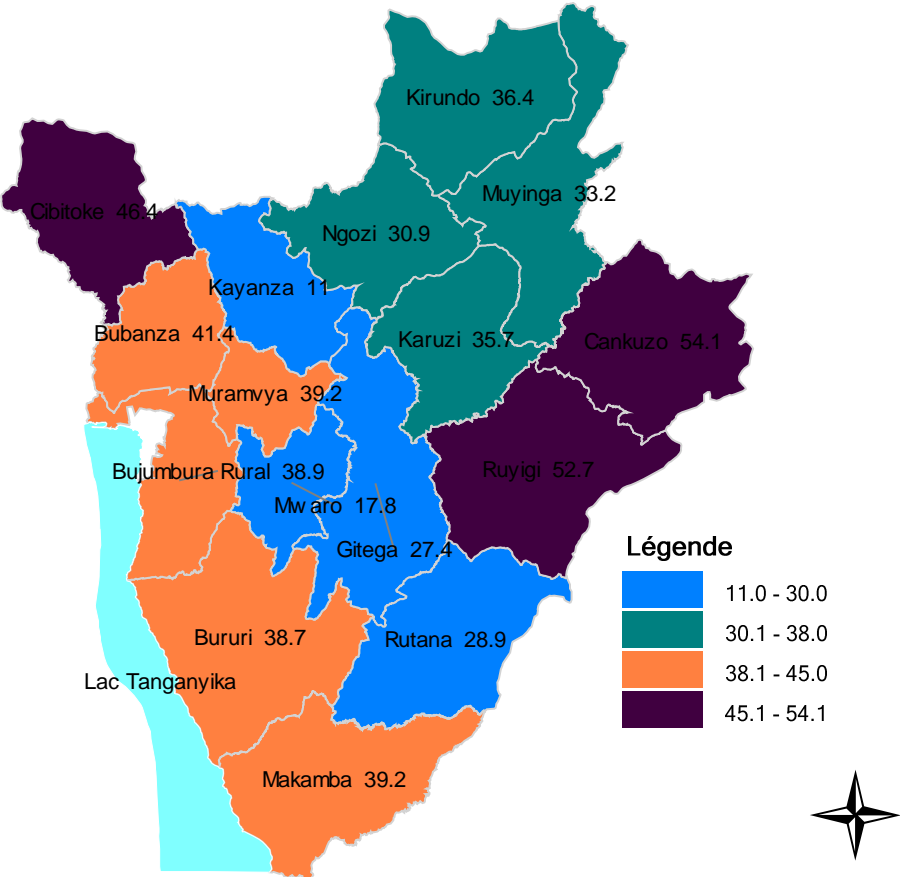 Kirundo 36.4
Muyinga 33.2
Cibitoke 46.4
Ngozi 30.9
Kayanza 11
Bubanza 41.4
Karuzi 35.7
Cankuzo 54.1
Muramvya 39.2
Bujumbura Rural 38.9
Ruyigi 52.7
Mwaro 17.8
Gitega 27.4
Bururi 38.7
Rutana 28.9
Lac Tanganyika
Makamba 39.2
Légende
11.0 - 30.0
30.1 - 38.0
38.1 - 45.0
45.1 - 54.1